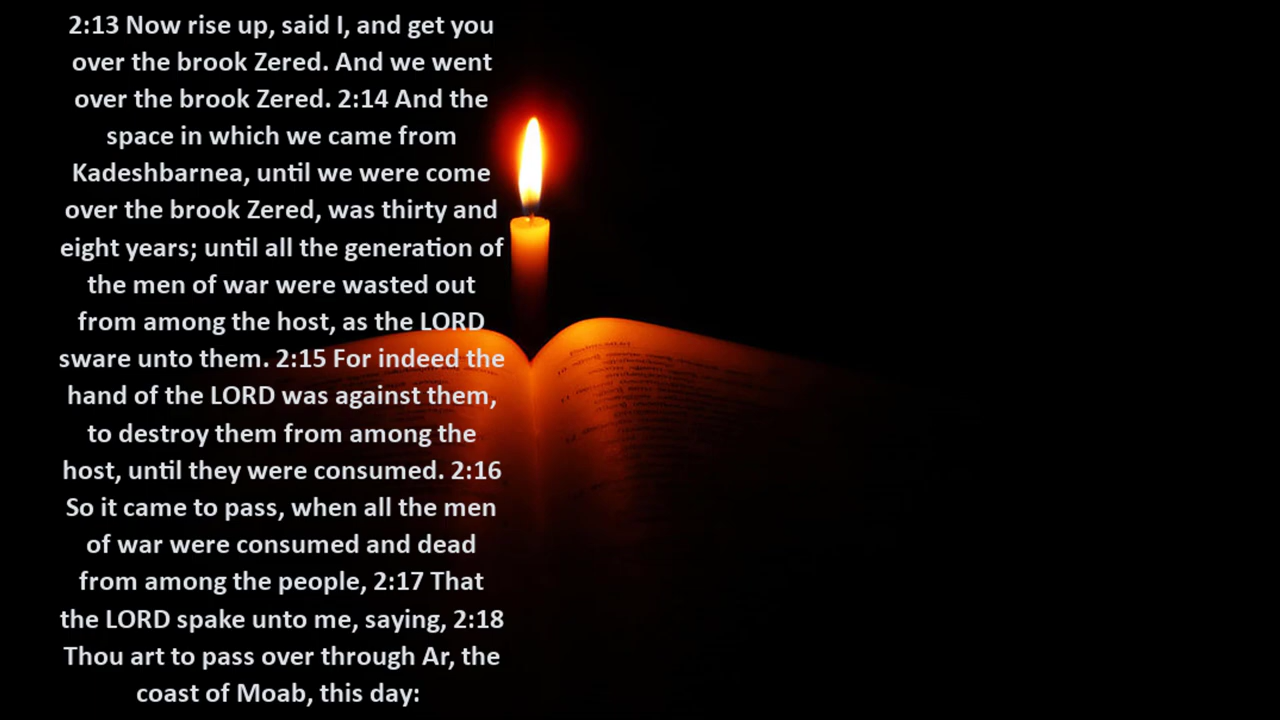 2:13 Now rise up, said I, and get you
over the brook Zered. And we went
over the brook Zered. 2:14 And the
space in which we came from
Kadeshbarnea, until we were come
over the brook Zered, was thirty and
eight years; until all the generation of
the men of war were wasted out
from among the host, as the LORD
sware unto them. 2:15 For indeed the
hand of the LORD was against them,
to destroy them from among the
host, until they were consumed. 2:16
So it came to pass, when all the men
of war were consumed and dead
from among the people, 2:17 That
the LORD spake unto me, saying, 2:18
Thou art to pass over through Ar, the
coast of Moab, this day: